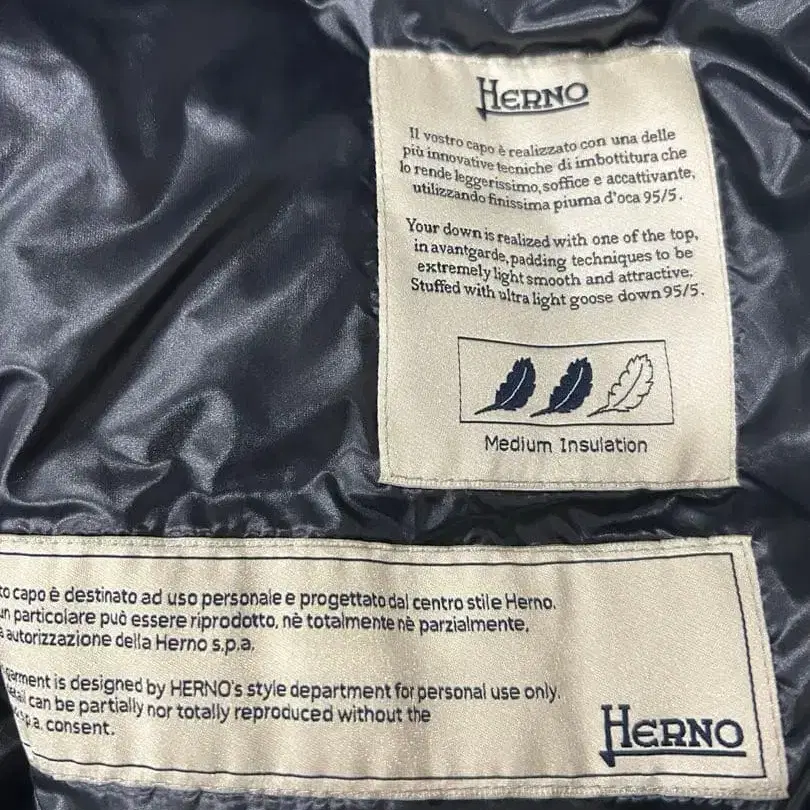 HERNO
Il vostro capo è realizzato con una delle
più innovative tecniche di imbottitura che
lo rende leggerissimo, soffice e accattivante,
utilizzando finissima piuma d'oca 95/5.
Your down is realized with one of the top,
in avantgarde, padding techniques to be
extremely light smooth and attractive.
Stuffed with ultra light goose down 95/5.
Medium Insulation
to capo è destinato ad uso personale e progettato dal centro stile Herno.
un particolare può essere riprodotto, nè totalmente nè parzialmente,
autorizzazione della Herno s.p.a.
garment is designed by HERNO's style department for personal use only.
can be partially nor totally reproduced without the
s.p.a. consent.
HERNO